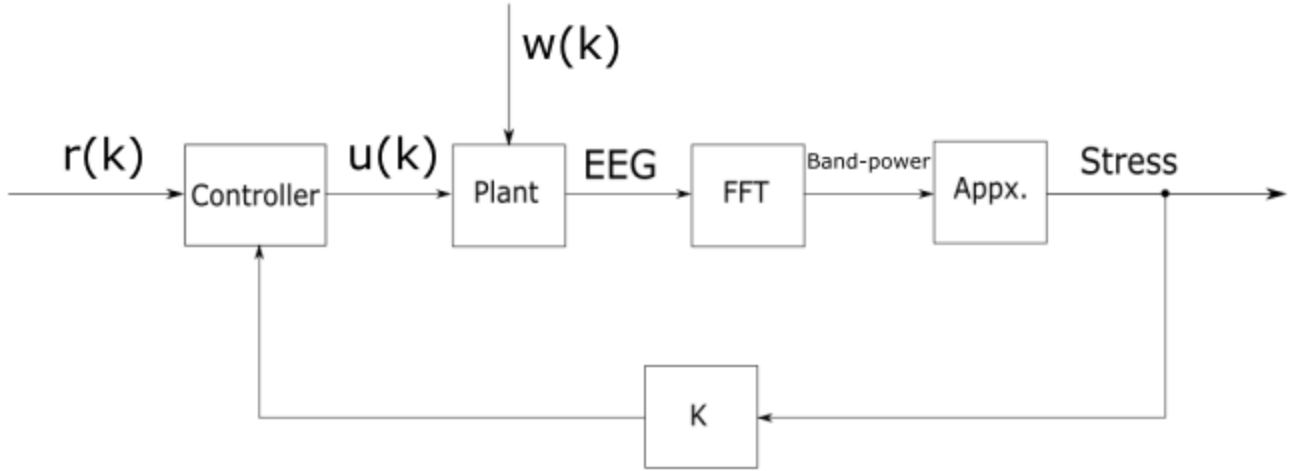 w(k)
r(k)
Controller
u(k)
Plant
EEG
FFT
Band-power
Appx.
Stress
K